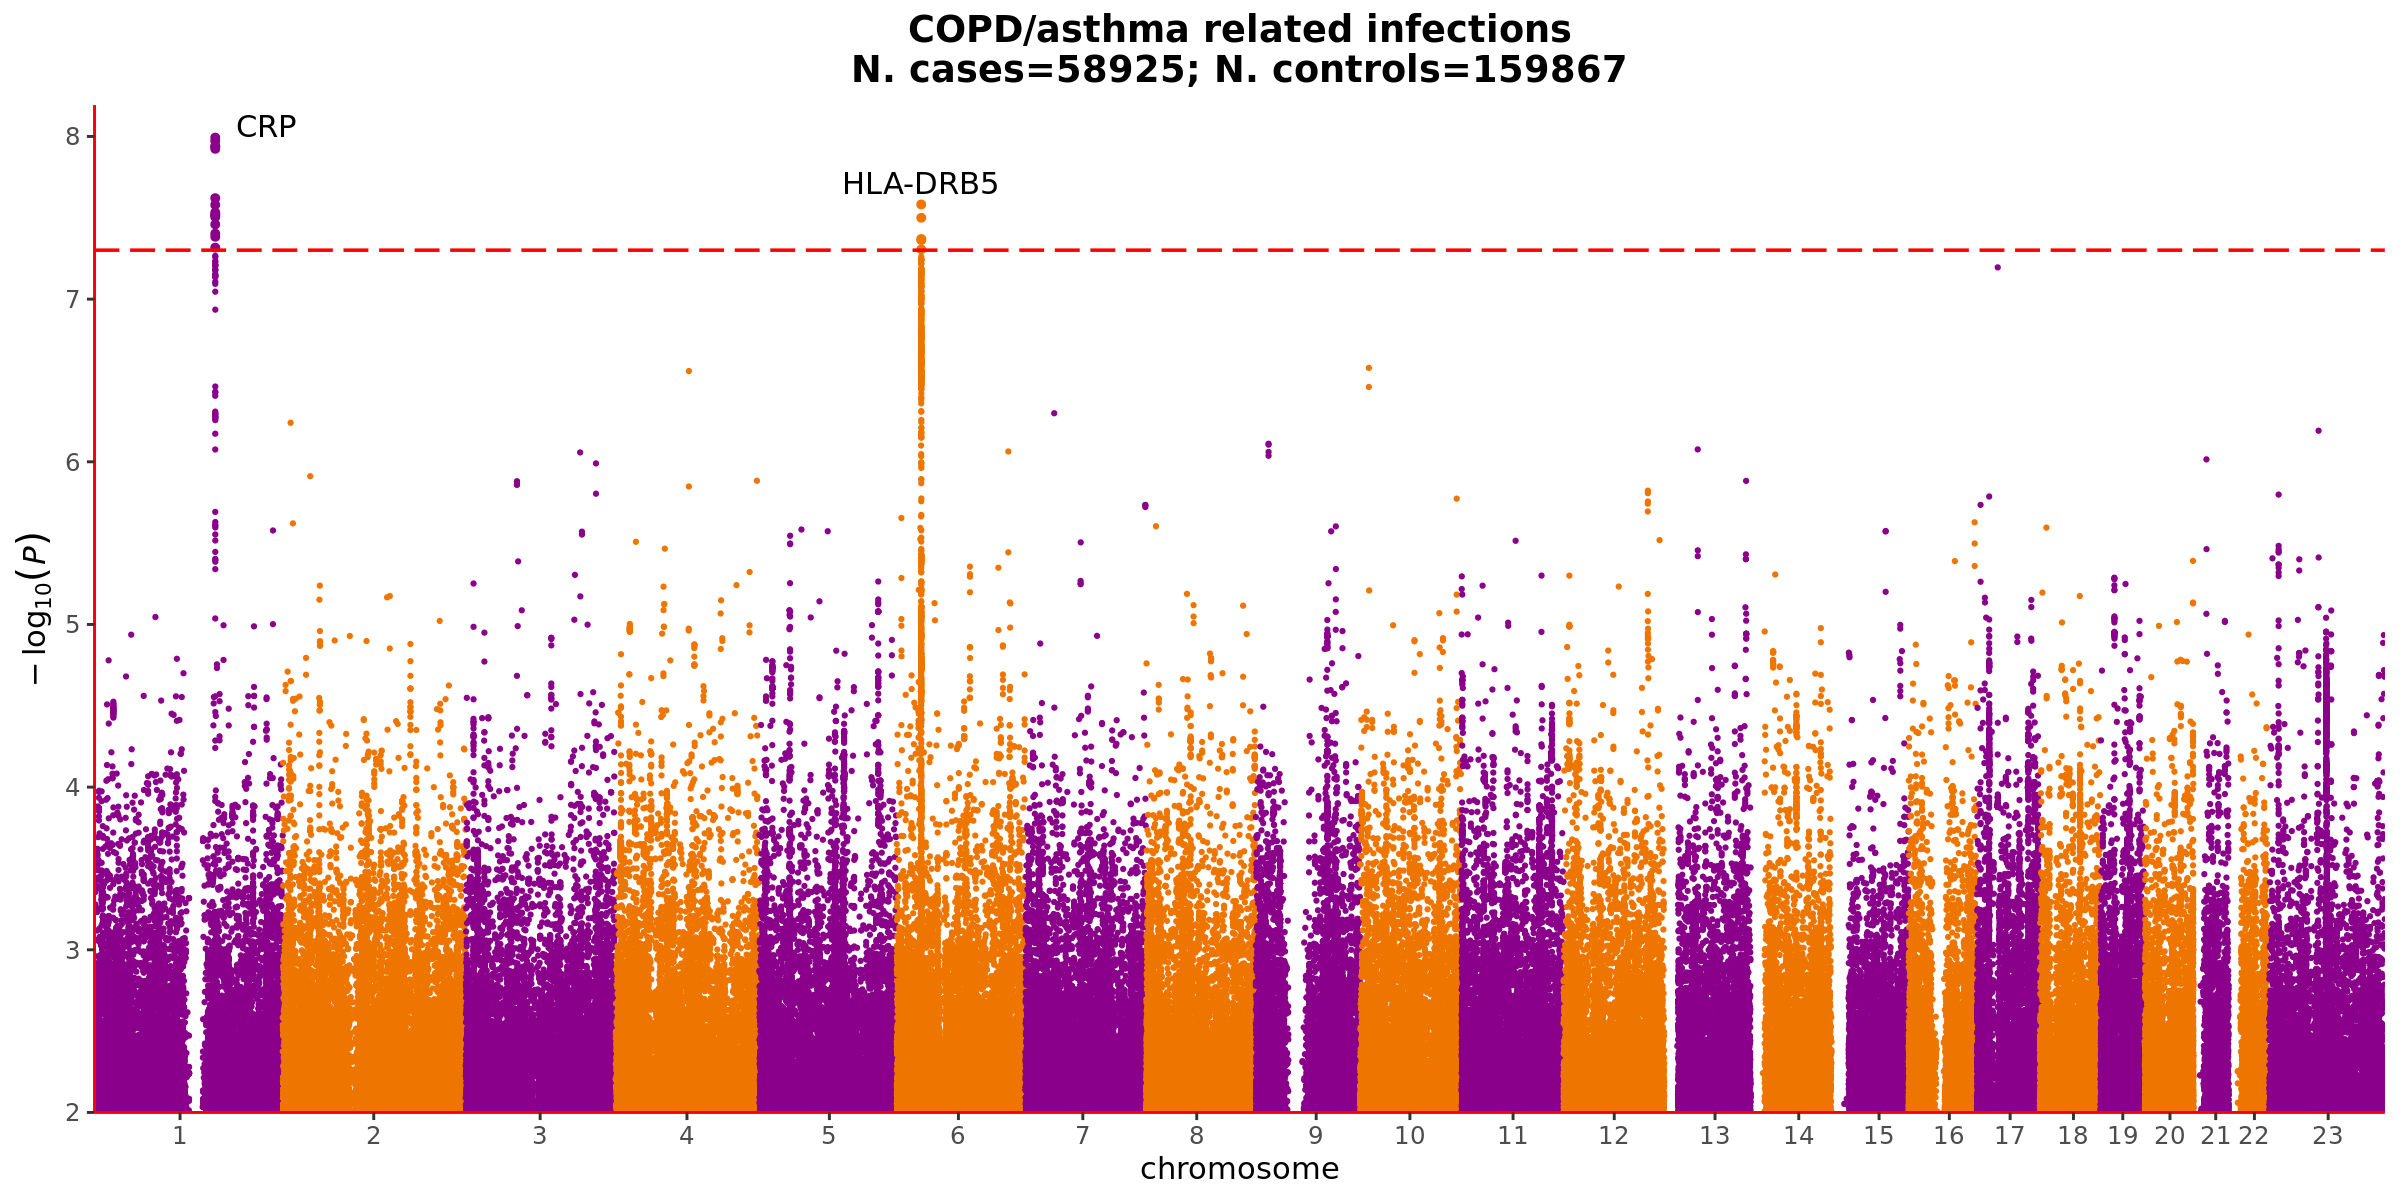 COPD/asthma related infections
N. cases=58925; N. controls=159867
CRP
HLA-DRB5
8
7
6
5
4
3
2
−log₁₀(P)
1 2 3 4 5 6 7 8 9 10 11 12 13 14 15 16 17 18 19 20 21 22 23
chromosome